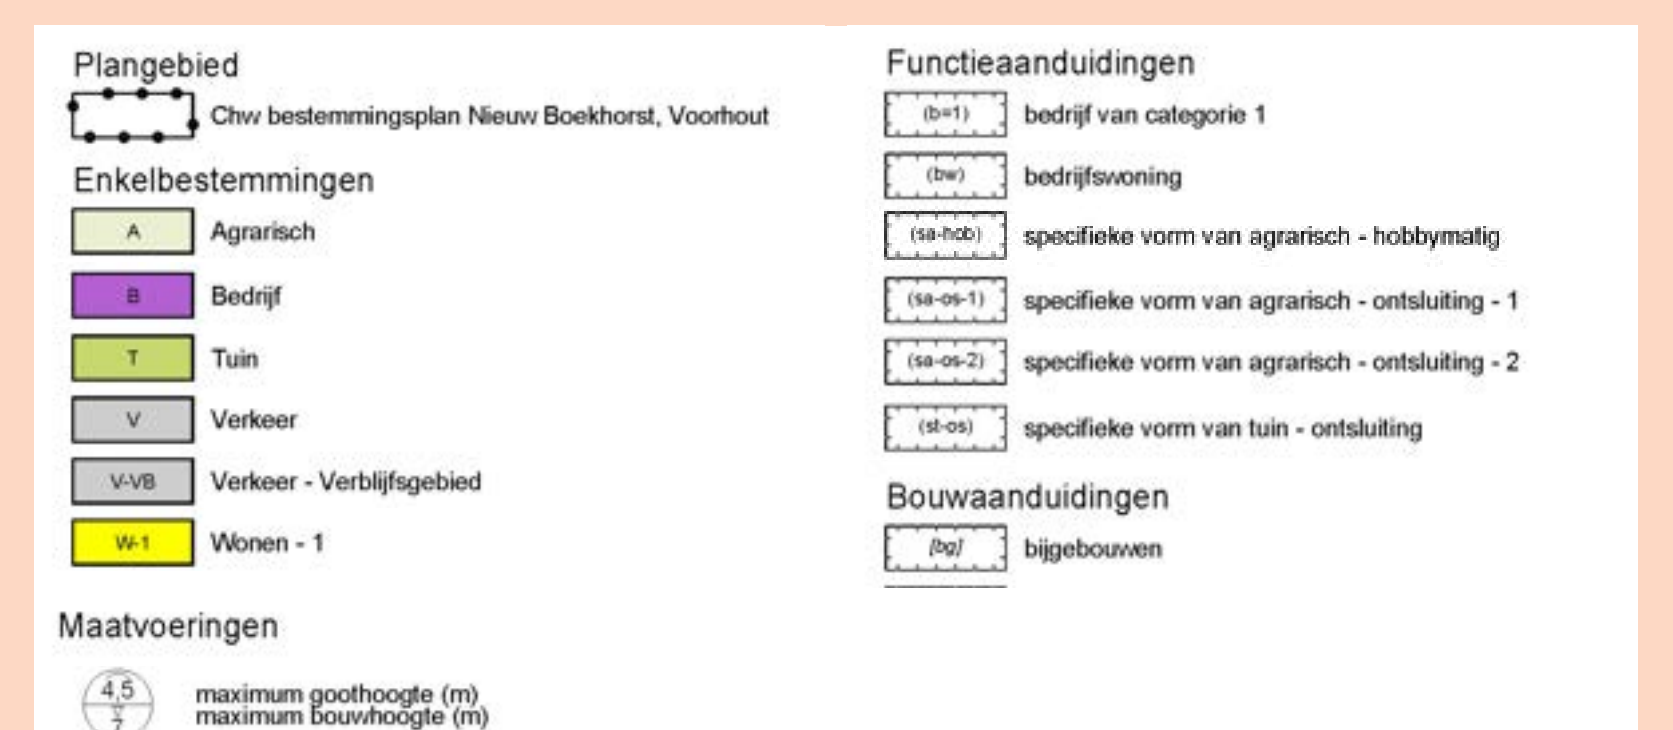 Plangebied
Chw bestemmingsplan Nieuw Boekhorst, Voorhout
Enkelbestemmingen
A Agrarisch
B Bedrijf
T Tuin
V Verkeer
V-VB Verkeer - Verblijfsgebied
W-1 Wonen - 1
Maatvoeringen
4,5 maximum goothoogte (m)
7 maximum bouwhoogte (m)
Functieaanduidingen
(b=1) bedrijf van categorie 1
(bw) bedrijfswoning
(sa-hob) specifieke vorm van agrarisch - hobbymatig
(sa-os-1) specifieke vorm van agrarisch - ontsluiting - 1
(sa-os-2) specifieke vorm van agrarisch - ontsluiting - 2
(st-os) specifieke vorm van tuin - ontsluiting
Bouwaanduidingen
[bg] bijgebouwen